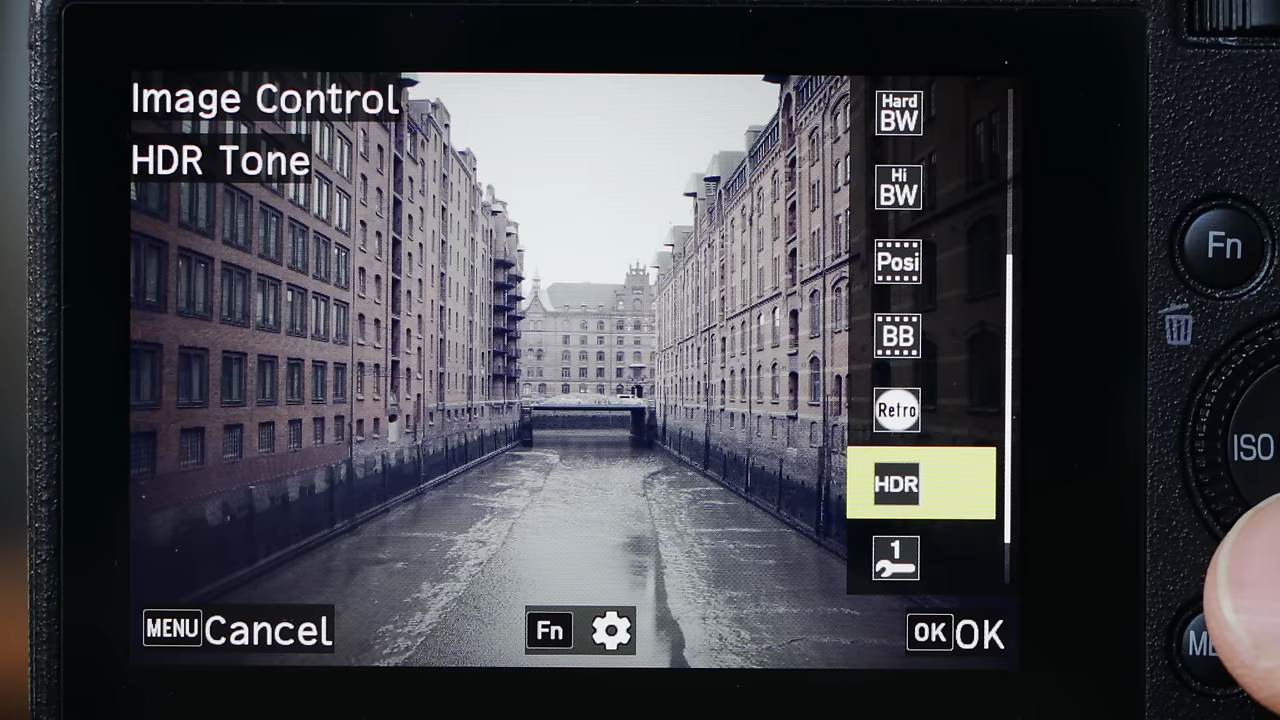 Image Control
HDR Tone
Hard
BW
Hi
BW
Posi
BB
Retro
HDR
1
MENU Cancel
Fn
OK OK
Fn
ISO